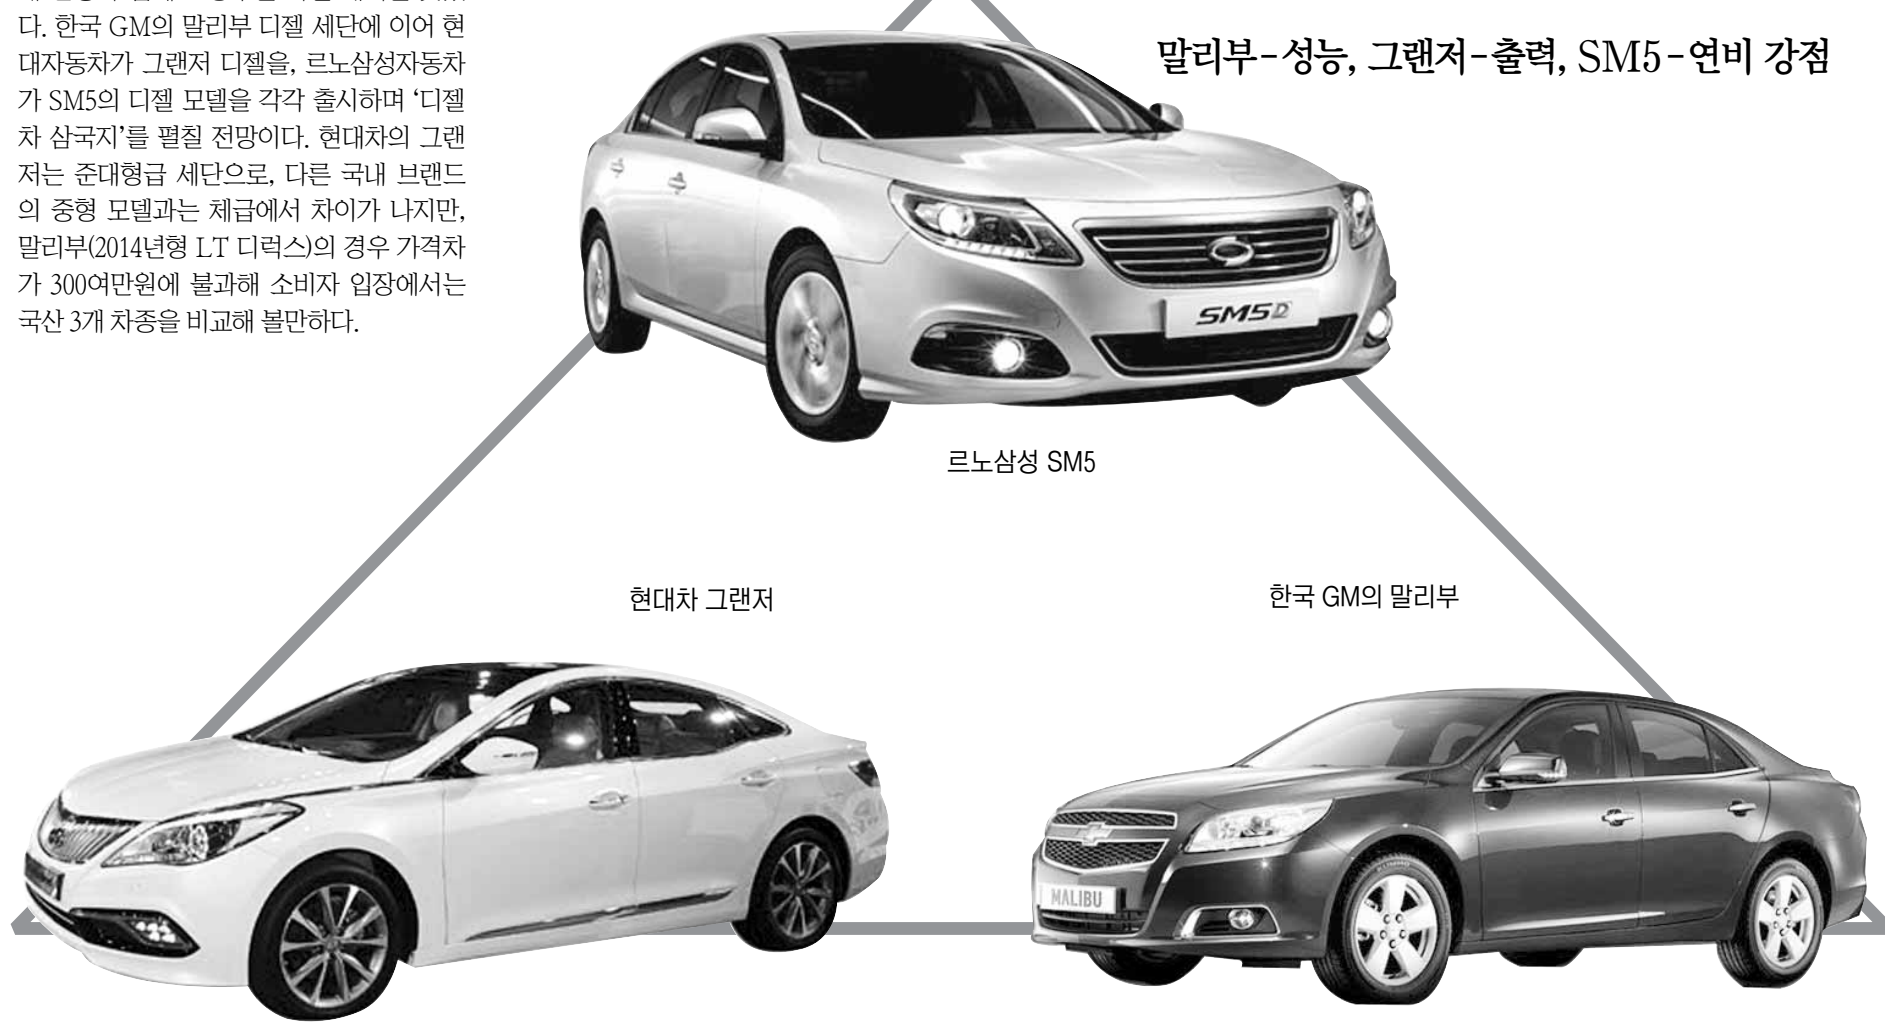 다. 한국 GM의 말리부 디젤 세단에 이어 현
대자동차가 그랜저 디젤을, 르노삼성자동차
가 SM5의 디젤 모델을 각각 출시하며 ‘디젤
차 삼국지’를 펼칠 전망이다. 현대차의 그랜
저는 준대형급 세단으로, 다른 국내 브랜드
의 중형 모델과는 체급에서 차이가 나지만,
말리부(2014년형 LT 디럭스)의 경우 가격차
가 300여만원에 불과해 소비자 입장에서는
국산 3개 차종을 비교해 볼만하다.
말리부-성능, 그랜저-출력, SM5-연비 강점
SM5 D
르노삼성 SM5
현대차 그랜저
한국 GM의 말리부
MALIBU